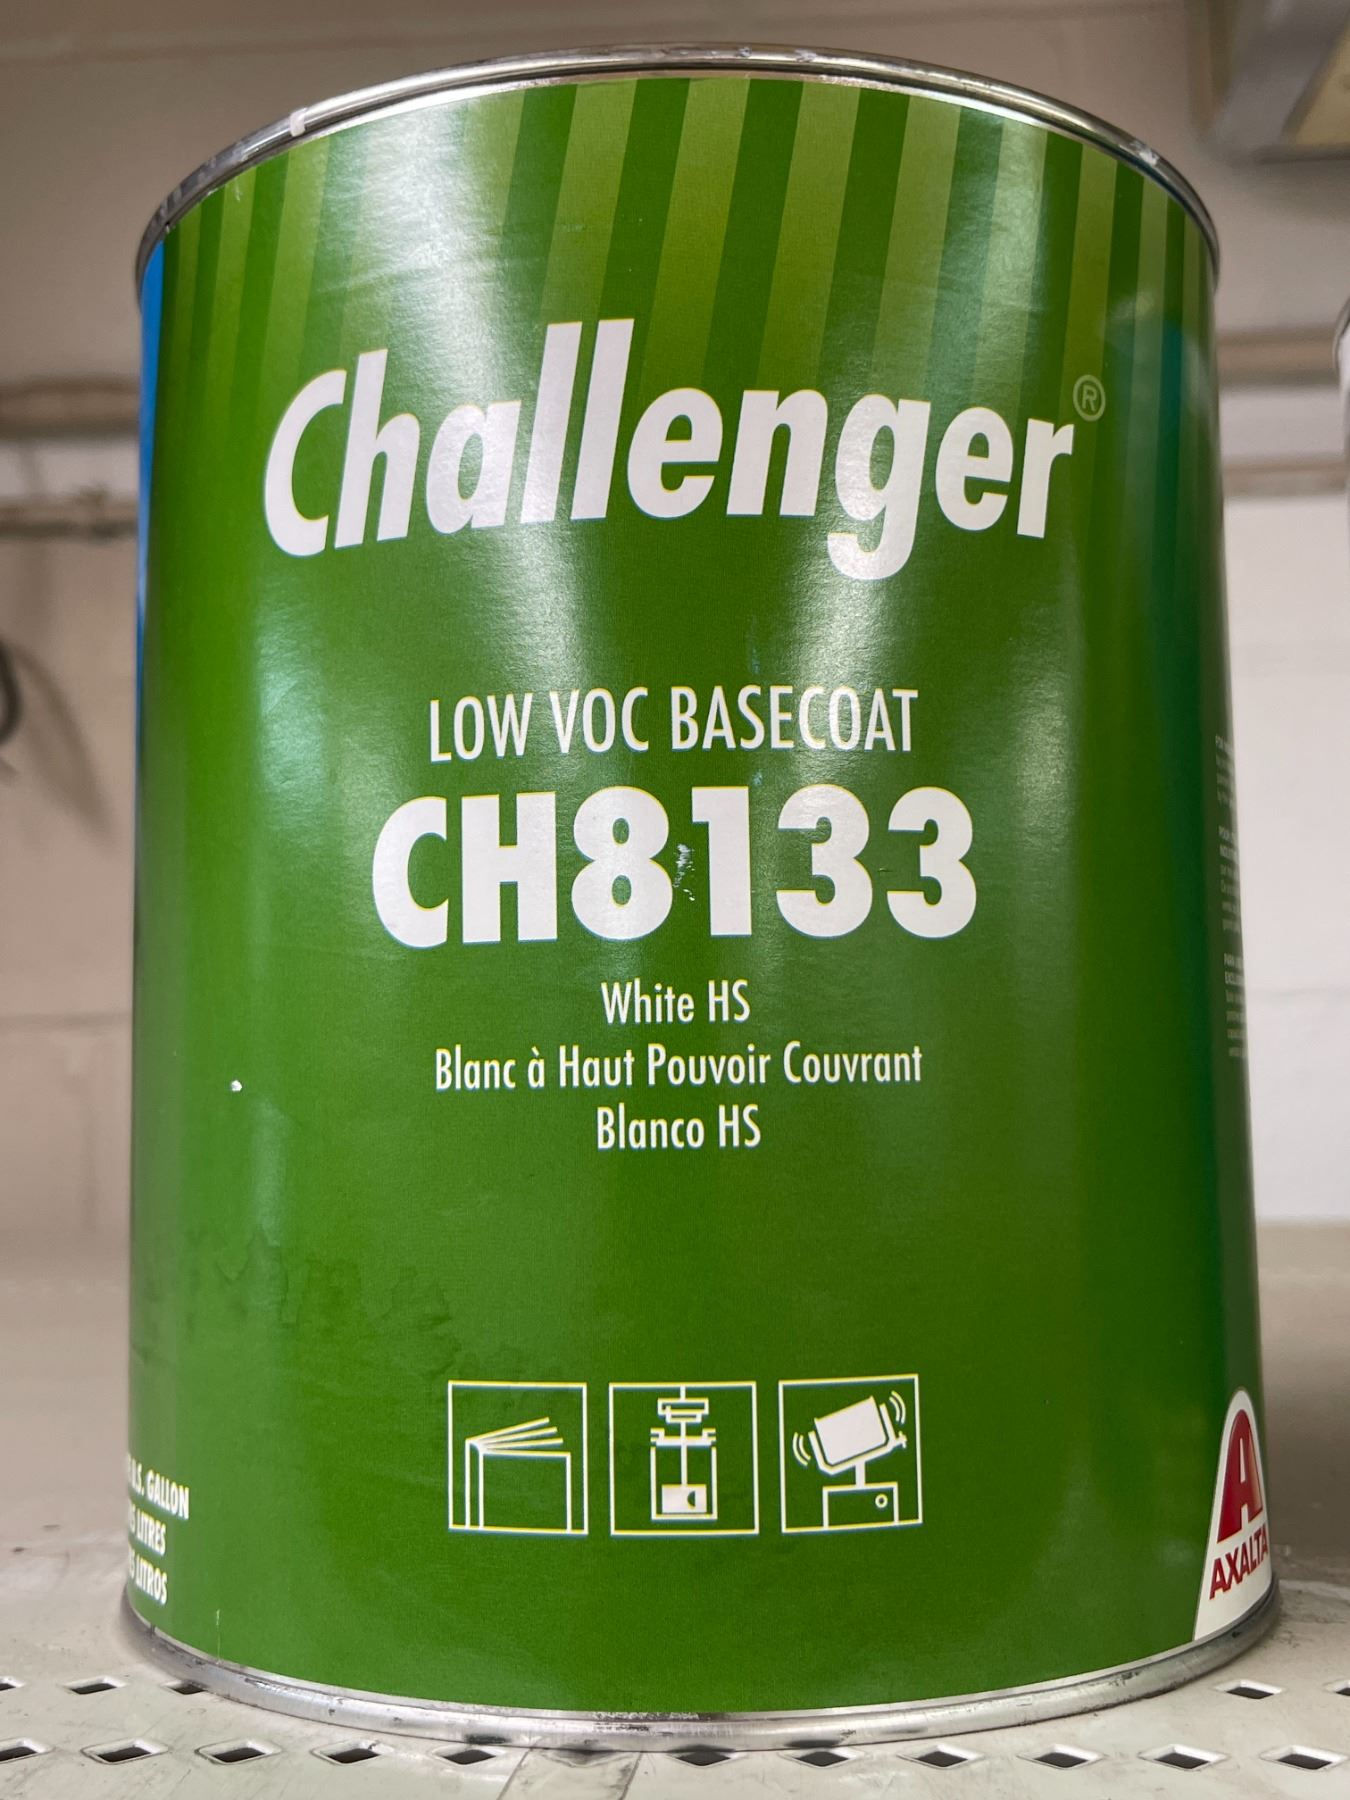 Challenger®
LOW VOC BASECOAT
CH8133
White HS
Blanc à Haut Pouvoir Couvrant
Blanco HS
U.S. GALLON
LITRES
LITROS
AXALTA